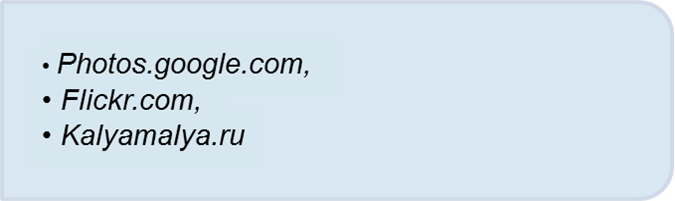 • Photos.google.com,
• Flickr.com,
• Kalyamalya.ru